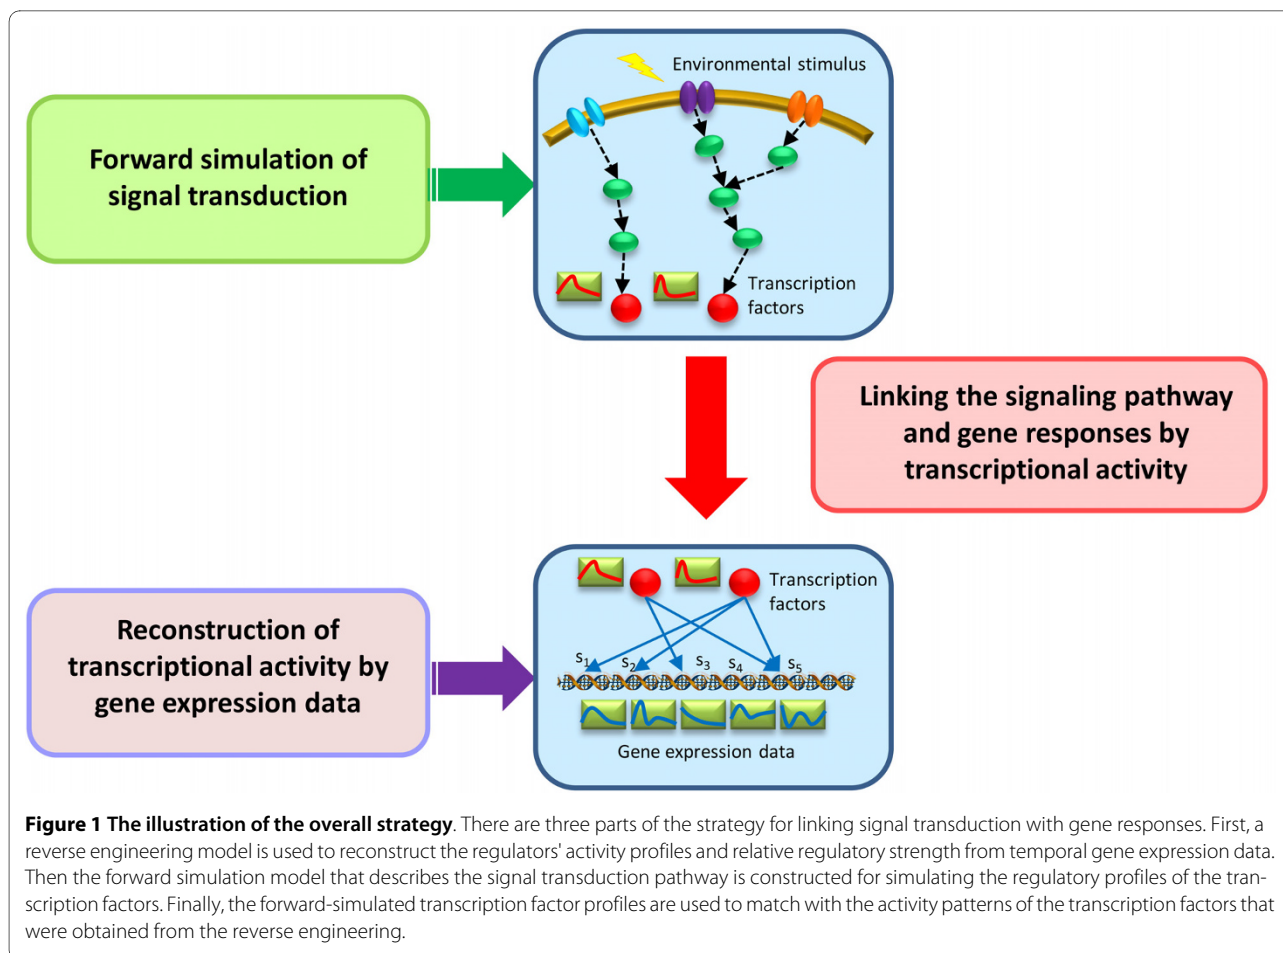 Environmental stimulus
Forward simulation of
signal transduction
Transcription
factors
Linking the signaling pathway
and gene responses by
transcriptional activity
Transcription
factors
Reconstruction of
transcriptional activity by
gene expression data
s1
s2
s3
s4
s5
Gene expression data
Figure 1 The illustration of the overall strategy. There are three parts of the strategy for linking signal transduction with gene responses. First, a
reverse engineering model is used to reconstruct the regulators' activity profiles and relative regulatory strength from temporal gene expression data.
Then the forward simulation model that describes the signal transduction pathway is constructed for simulating the regulatory profiles of the tran-
scription factors. Finally, the forward-simulated transcription factor profiles are used to match with the activity patterns of the transcription factors that
were obtained from the reverse engineering.